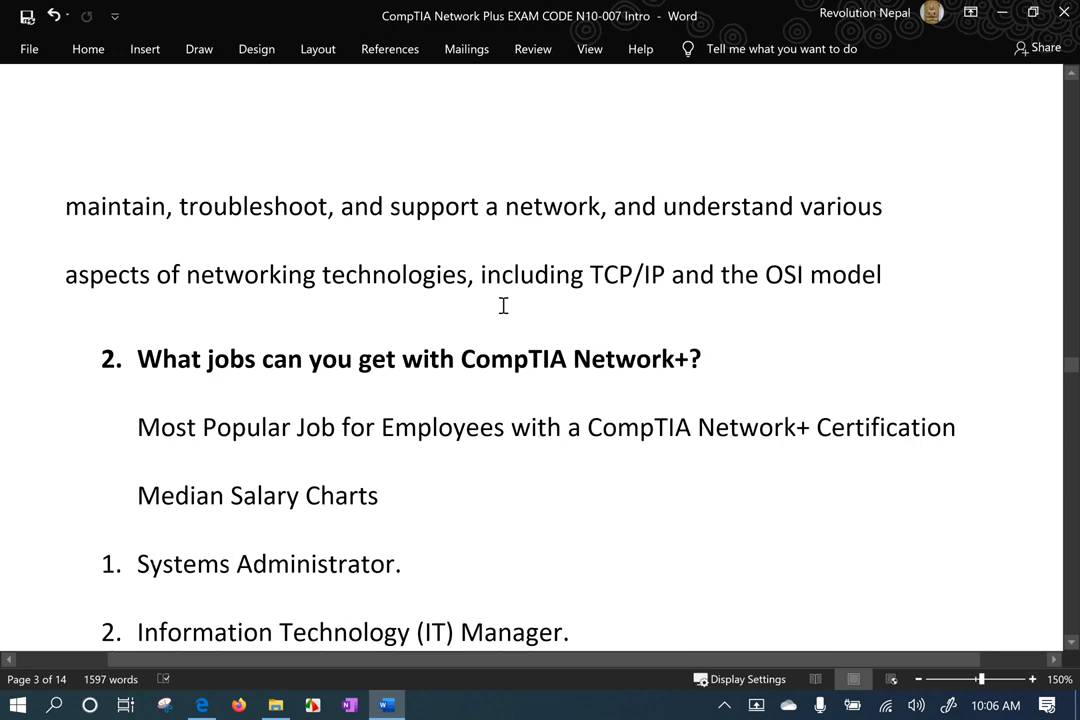 CompTIA Network Plus EXAM CODE N10-007 Intro - Word
Revolution Nepal
File Home Insert Draw Design Layout References Mailings Review View Help Tell me what you want to do Share
maintain, troubleshoot, and support a network, and understand various
aspects of networking technologies, including TCP/IP and the OSI model
2. What jobs can you get with CompTIA Network+?
Most Popular Job for Employees with a CompTIA Network+ Certification
Median Salary Charts
1. Systems Administrator.
2. Information Technology (IT) Manager.
Page 3 of 14 1597 words Display Settings 150%
10:06 AM